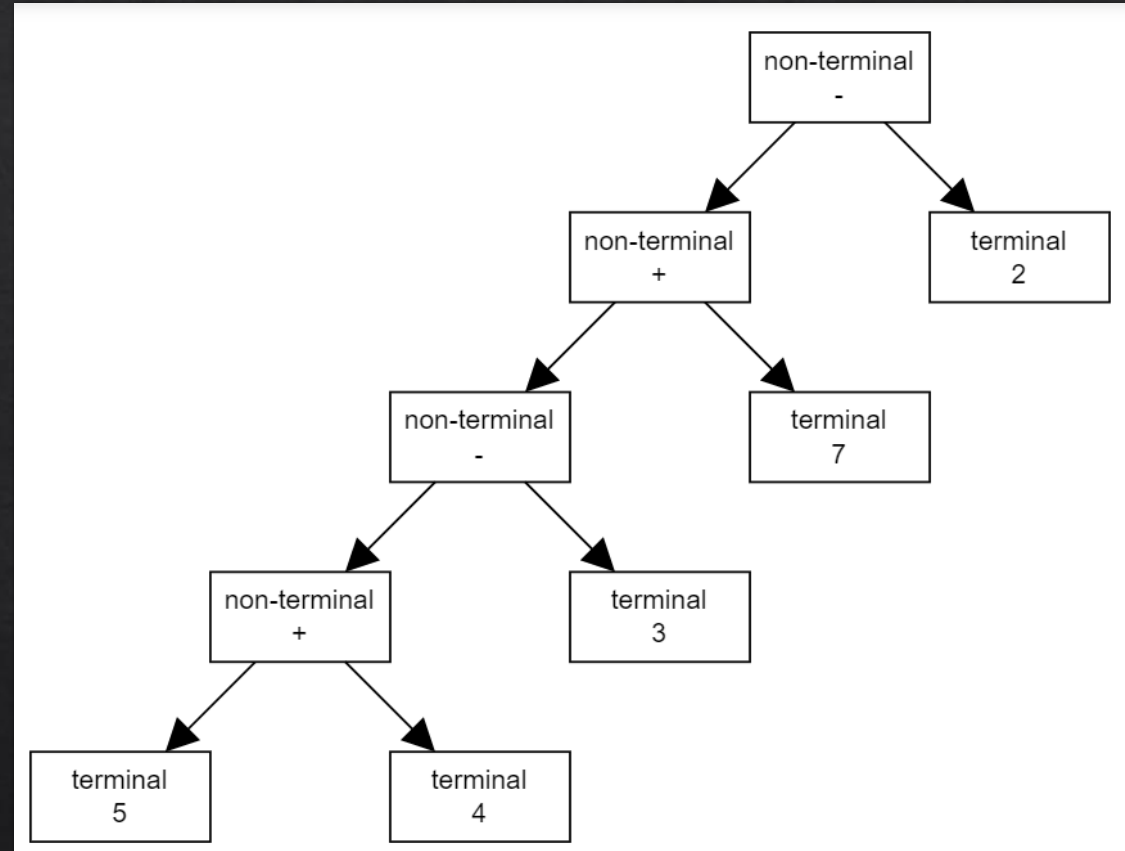 non-terminal
-
non-terminal
+
terminal
2
non-terminal
-
terminal
7
non-terminal
+
terminal
3
terminal
5
terminal
4